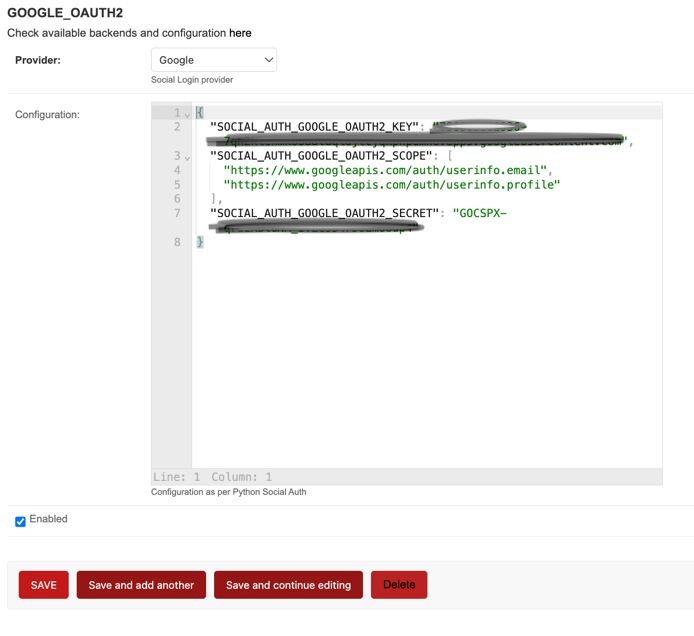 GOOGLE_OAUTH2
Check available backends and configuration here
Provider:
Google
Social Login provider
Configuration:
1 {
2 "SOCIAL_AUTH_GOOGLE_OAUTH2_KEY": "
",
3 "SOCIAL_AUTH_GOOGLE_OAUTH2_SCOPE": [
4 "https://www.googleapis.com/auth/userinfo.email",
5 "https://www.googleapis.com/auth/userinfo.profile"
6 ],
7 "SOCIAL_AUTH_GOOGLE_OAUTH2_SECRET": "GOCSPX-
8 }
Line: 1 Column: 1
Configuration as per Python Social Auth
Enabled
SAVE
Save and add another
Save and continue editing
Delete